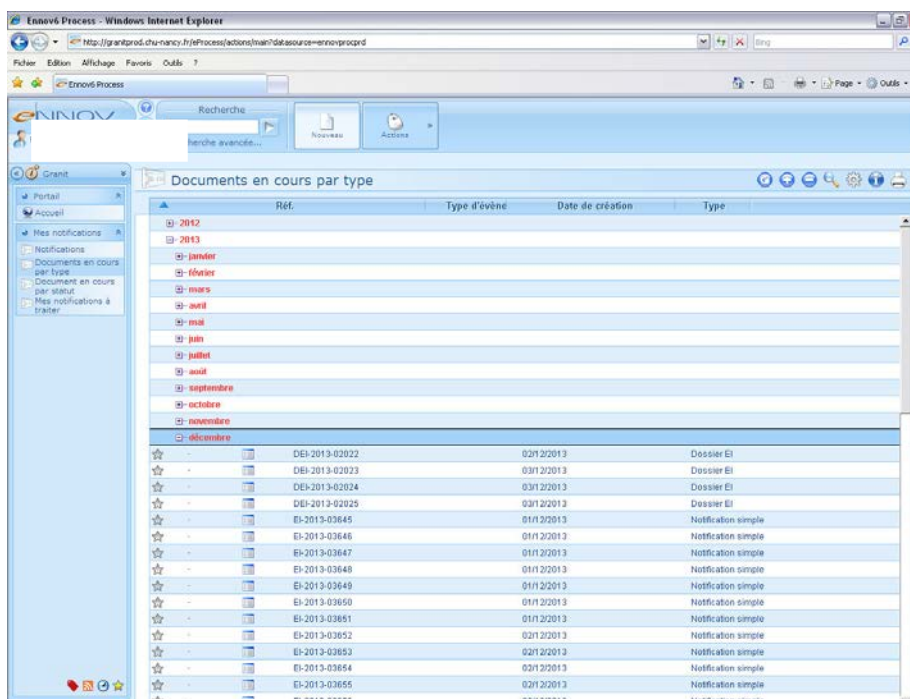 Ennov6 Process - Windows Internet Explorer
http://granitprod.chu-nancy.fr/eProcess/actions/main?datasource=ennovprocprd
Bing
Fichier Edition Affichage Favoris Outils ?
Ennov6 Process
Page Outils
eNNOV
Recherche
herche avancée...
Nouveau
Actions
Granit
Documents en cours par type
Portail
Accueil
Mes notifications
Notifications
Documents en cours
par type
Document en cours
par statut
Mes notifications à
traiter
Réf. Type d'évène Date de création Type
2012
2013
janvier
février
mars
avril
mai
juin
juillet
août
septembre
octobre
novembre
décembre
DEI-2013-02022 02/12/2013 Dossier EI
DEI-2013-02023 03/12/2013 Dossier EI
DEI-2013-02024 03/12/2013 Dossier EI
DEI-2013-02025 03/12/2013 Dossier EI
EI-2013-03645 01/12/2013 Notification simple
EI-2013-03646 01/12/2013 Notification simple
EI-2013-03647 01/12/2013 Notification simple
EI-2013-03648 01/12/2013 Notification simple
EI-2013-03649 01/12/2013 Notification simple
EI-2013-03650 01/12/2013 Notification simple
EI-2013-03651 01/12/2013 Notification simple
EI-2013-03652 02/12/2013 Notification simple
EI-2013-03653 02/12/2013 Notification simple
EI-2013-03654 02/12/2013 Notification simple
EI-2013-03655 02/12/2013 Notification simple